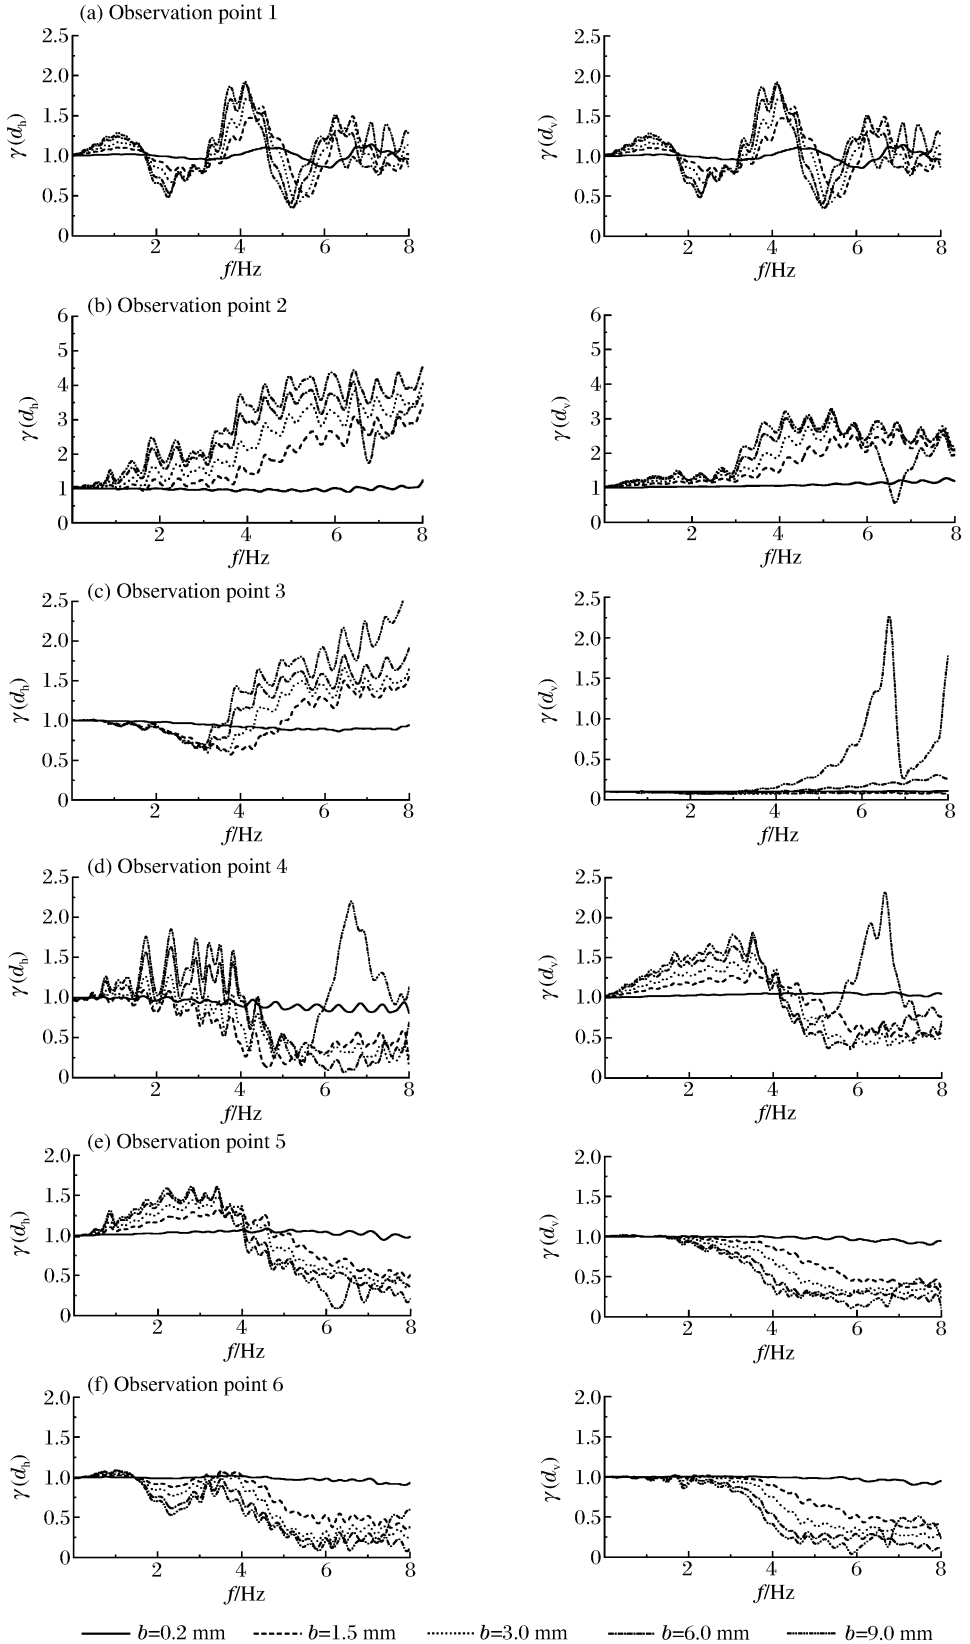 (a) Observation point 1
2.5 2.0 1.5 1.0 0.5 0
γ(dh)
2 4 6 8
f/Hz
2.5 2.0 1.5 1.0 0.5 0
γ(dv)
2 4 6 8
f/Hz
(b) Observation point 2
6 5 4 3 2 1 0
γ(dh)
2 4 6 8
f/Hz
6 5 4 3 2 1 0
γ(dv)
2 4 6 8
f/Hz
(c) Observation point 3
2.5 2.0 1.5 1.0 0.5 0
γ(dh)
2 4 6 8
f/Hz
2.5 2.0 1.5 1.0 0.5 0
γ(dv)
2 4 6 8
f/Hz
(d) Observation point 4
2.5 2.0 1.5 1.0 0.5 0
γ(dh)
2 4 6 8
f/Hz
2.5 2.0 1.5 1.0 0.5 0
γ(dv)
2 4 6 8
f/Hz
(e) Observation point 5
2.0 1.5 1.0 0.5 0
γ(dh)
2 4 6 8
f/Hz
2.0 1.5 1.0 0.5 0
γ(dv)
2 4 6 8
f/Hz
(f) Observation point 6
2.0 1.5 1.0 0.5 0
γ(dh)
2 4 6 8
f/Hz
2.0 1.5 1.0 0.5 0
γ(dv)
2 4 6 8
f/Hz
b=0.2 mm b=1.5 mm b=3.0 mm b=6.0 mm b=9.0 mm